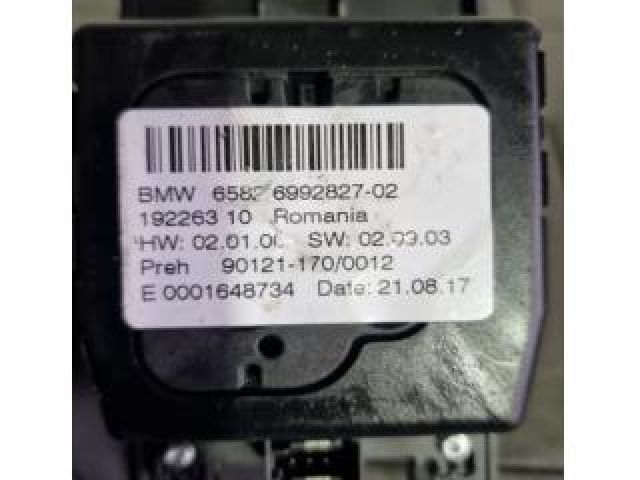 BMW 6582 6992827-02
192263 10 Romania
HW: 02.01.00 SW: 02.03.03
Preh 90121-170/0012
E 0001648734 Date: 21.08.17